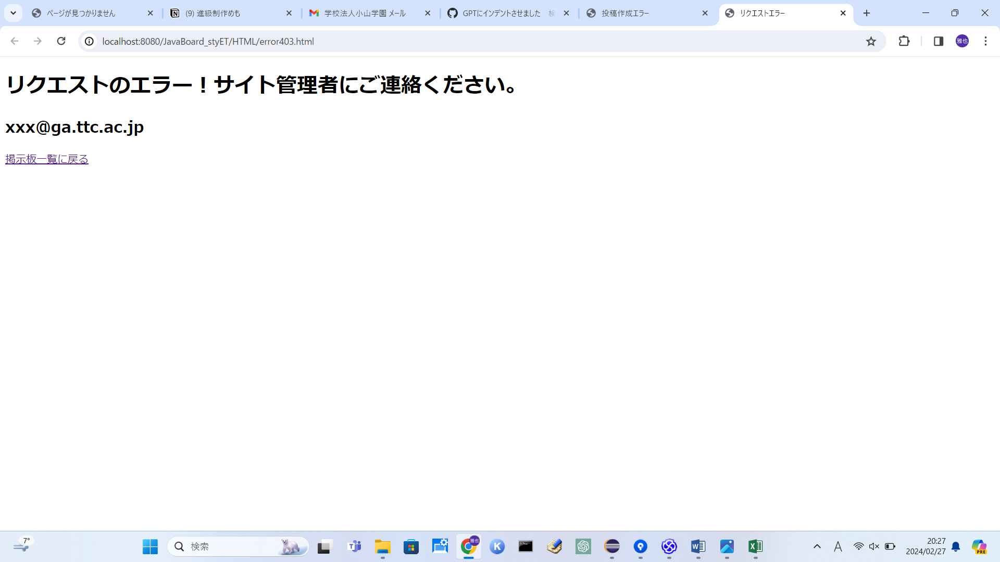 ページが見つかりません
(9) 進級制作めも
学校法人小山学園 メール
GPTにインデントさせました 検
投稿作成エラー
リクエストエラー
localhost:8080/JavaBoard_styET/HTML/error403.html
雅也
リクエストのエラー！サイト管理者にご連絡ください。
xxx@ga.ttc.ac.jp
掲示板一覧に戻る
7°
検索
雅也
K
A
20:27
2024/02/27
PRE